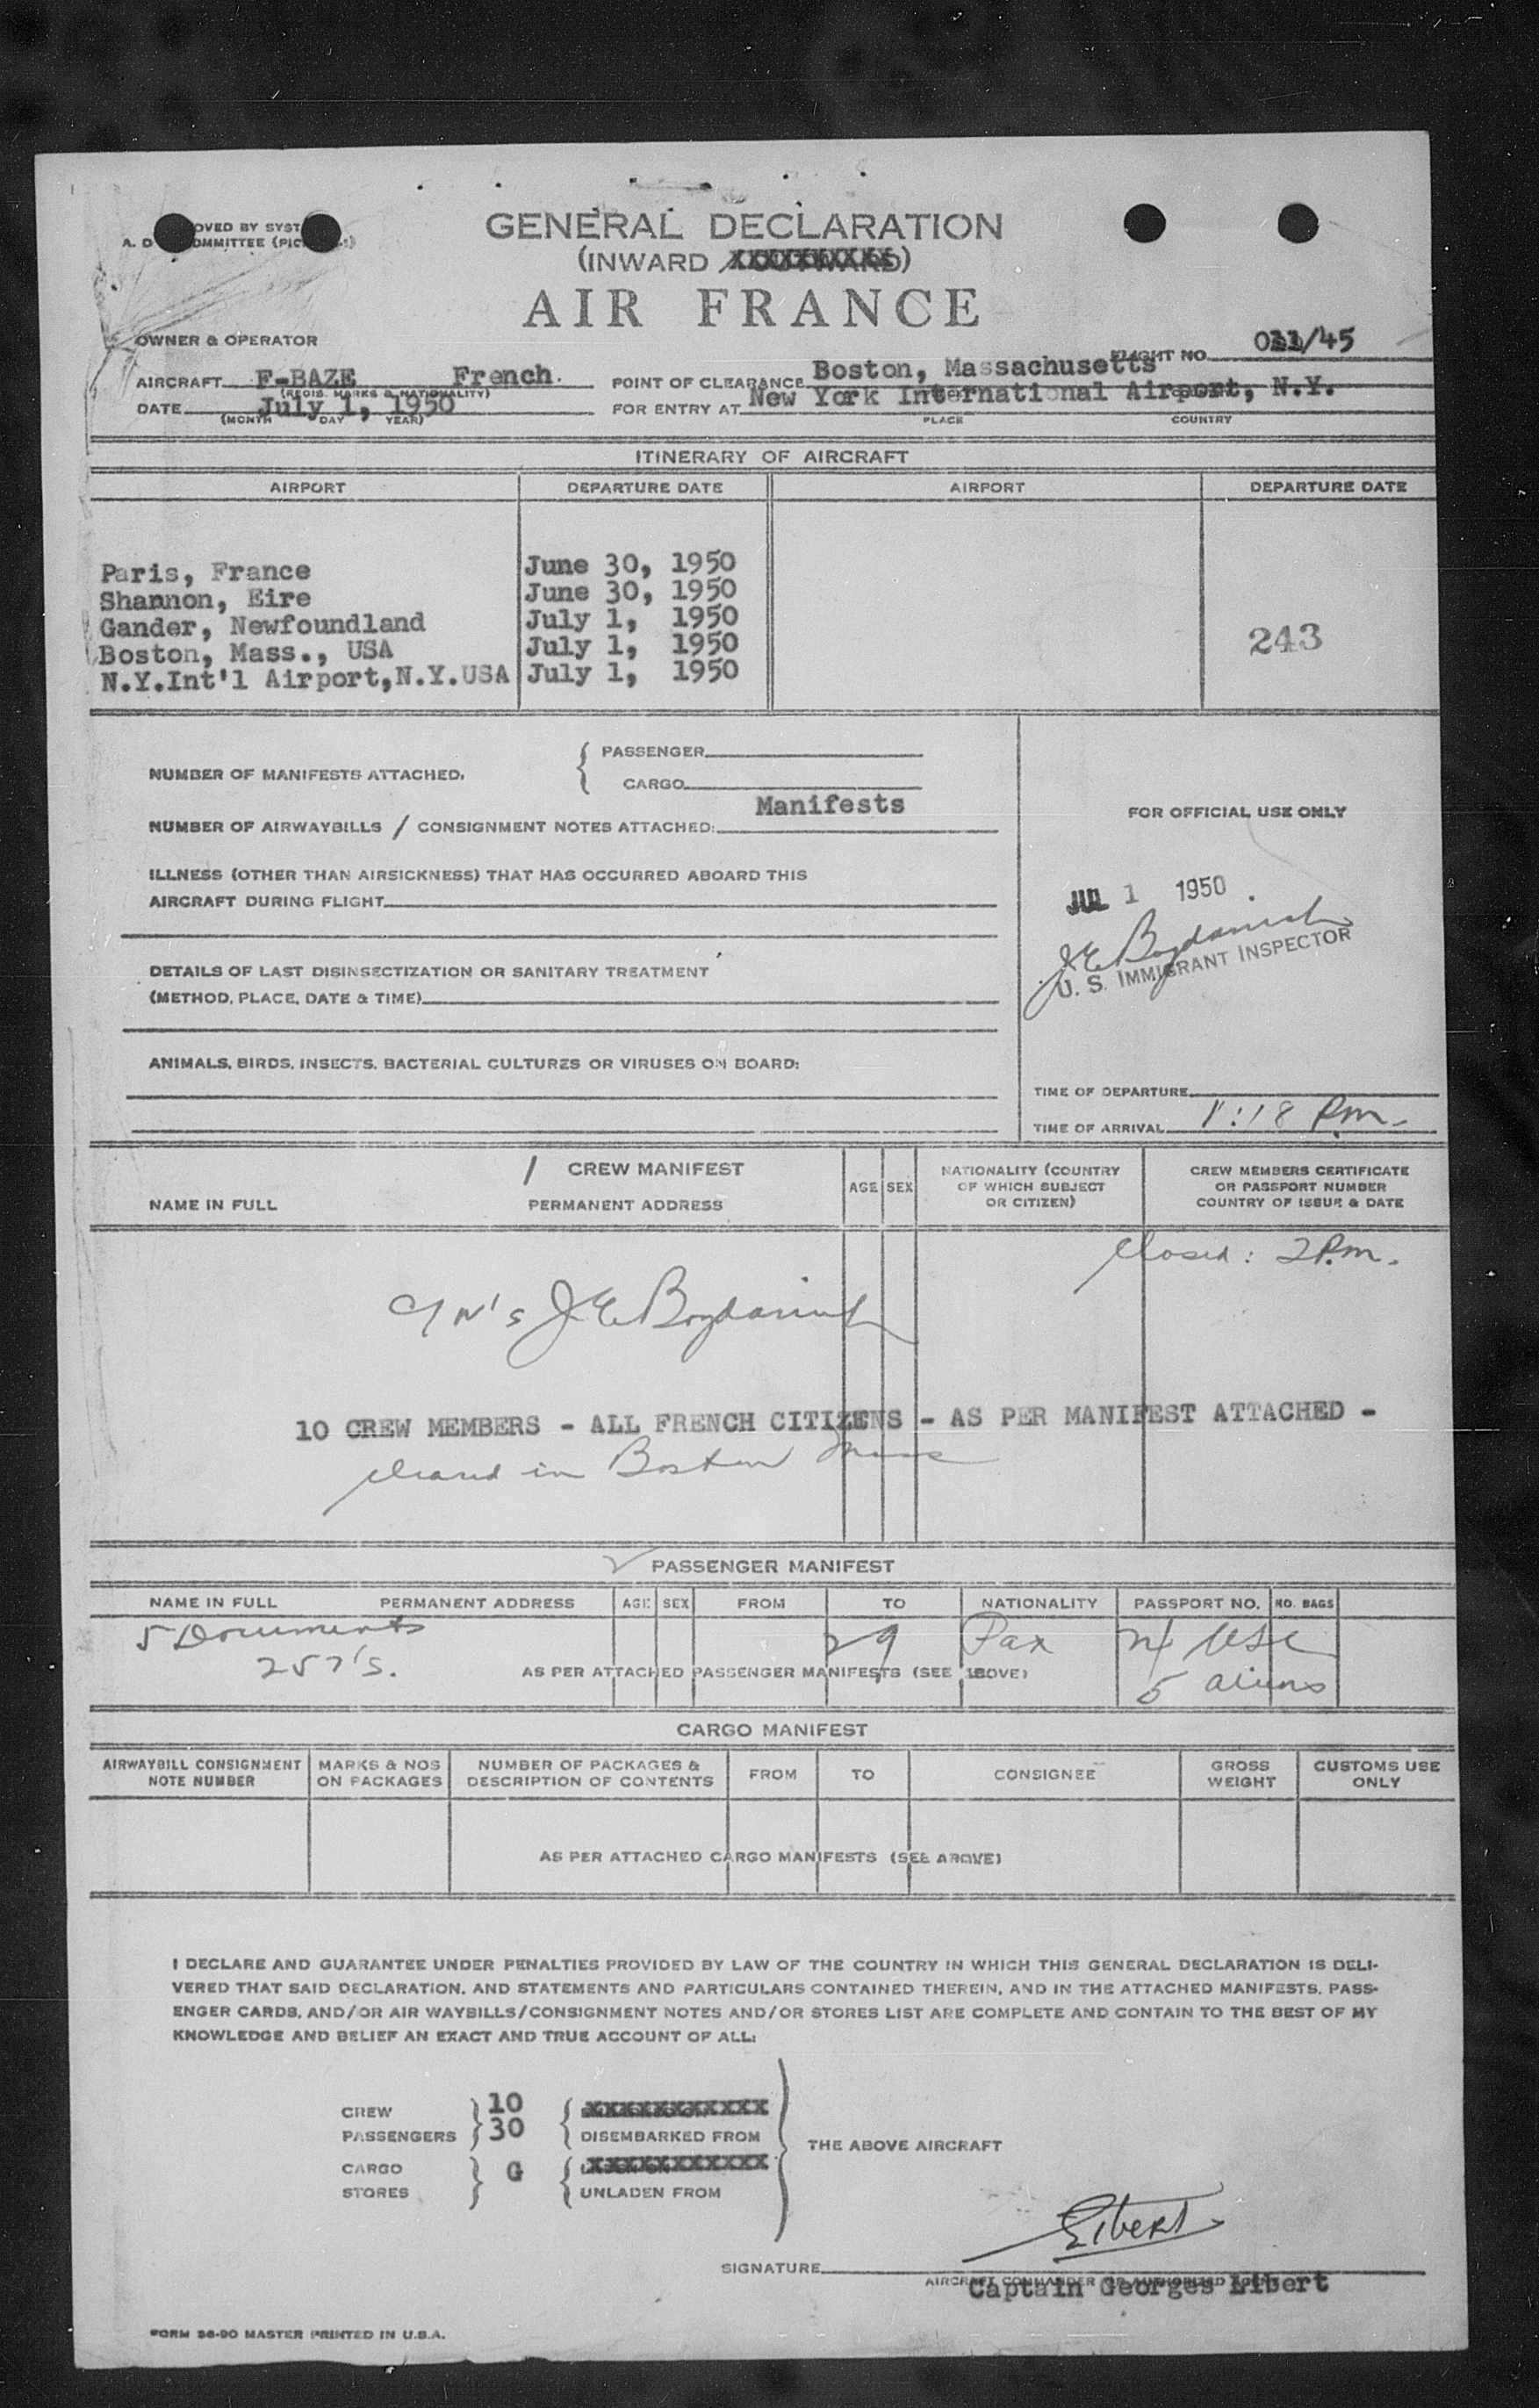 GENERAL DECLARATION
(INWARD
AIR FRANCE
OWNER & OPERATOR
FLIGHT NO. 011/45
AIRCRAFT F-BAZE French.
(REGIS. MARKS & NATIONALITY)
POINT OF CLEARANCE Boston, Massachusetts
DATE July 1, 1950
(MONTH DAY YEAR)
FOR ENTRY AT New York International Airport, N.Y.
PLACE COUNTRY
ITINERARY OF AIRCRAFT
AIRPORT DEPARTURE DATE AIRPORT DEPARTURE DATE
Paris, France June 30, 1950
Shannon, Eire June 30, 1950
Gander, Newfoundland July 1, 1950
Boston, Mass., USA July 1, 1950
N.Y.Int'l Airport,N.Y.USA July 1, 1950
243
NUMBER OF MANIFESTS ATTACHED.
PASSENGER
CARGO
Manifests
NUMBER OF AIRWAYBILLS / CONSIGNMENT NOTES ATTACHED:
ILLNESS (OTHER THAN AIRSICKNESS) THAT HAS OCCURRED ABOARD THIS
AIRCRAFT DURING FLIGHT
DETAILS OF LAST DISINSECTIZATION OR SANITARY TREATMENT
(METHOD, PLACE, DATE & TIME)
ANIMALS, BIRDS, INSECTS, BACTERIAL CULTURES OR VIRUSES ON BOARD:
FOR OFFICIAL USE ONLY
JUL 1 1950
U. S. IMMIGRANT INSPECTOR
TIME OF DEPARTURE
TIME OF ARRIVAL 1:18 Pm.
/ CREW MANIFEST
NAME IN FULL PERMANENT ADDRESS AGE SEX
NATIONALITY (COUNTRY
OF WHICH SUBJECT
OR CITIZEN)
CREW MEMBERS CERTIFICATE
OR PASSPORT NUMBER
COUNTRY OF ISSUE & DATE
Closed: 2 P.m.
10 CREW MEMBERS - ALL FRENCH CITIZENS - AS PER MANIFEST ATTACHED -
cleared in Boston Mass
PASSENGER MANIFEST
NAME IN FULL PERMANENT ADDRESS AGE SEX FROM TO NATIONALITY PASSPORT NO. NO. BAGS
5 Documents 29 Pax 24 USC
257's. AS PER ATTACHED PASSENGER MANIFESTS (SEE ABOVE) 5 aliens
CARGO MANIFEST
AIRWAYBILL CONSIGNMENT
NOTE NUMBER
MARKS & NOS
ON PACKAGES
NUMBER OF PACKAGES &
DESCRIPTION OF CONTENTS
FROM TO CONSIGNEE
GROSS
WEIGHT
CUSTOMS USE
ONLY
AS PER ATTACHED CARGO MANIFESTS (SEE ABOVE)
I DECLARE AND GUARANTEE UNDER PENALTIES PROVIDED BY LAW OF THE COUNTRY IN WHICH THIS GENERAL DECLARATION IS DELI-
VERED THAT SAID DECLARATION, AND STATEMENTS AND PARTICULARS CONTAINED THEREIN, AND IN THE ATTACHED MANIFESTS, PASS-
ENGER CARDS, AND/OR AIR WAYBILLS/CONSIGNMENT NOTES AND/OR STORES LIST ARE COMPLETE AND CONTAIN TO THE BEST OF MY
KNOWLEDGE AND BELIEF AN EXACT AND TRUE ACCOUNT OF ALL:
CREW 10 XXXXXXXXXXX
PASSENGERS 30 DISEMBARKED FROM
THE ABOVE AIRCRAFT
CARGO G XXXXXXXXXXX
STORES UNLADEN FROM
SIGNATURE Libert
Captain Georges Libert
FORM 56-90 MASTER PRINTED IN U.S.A.